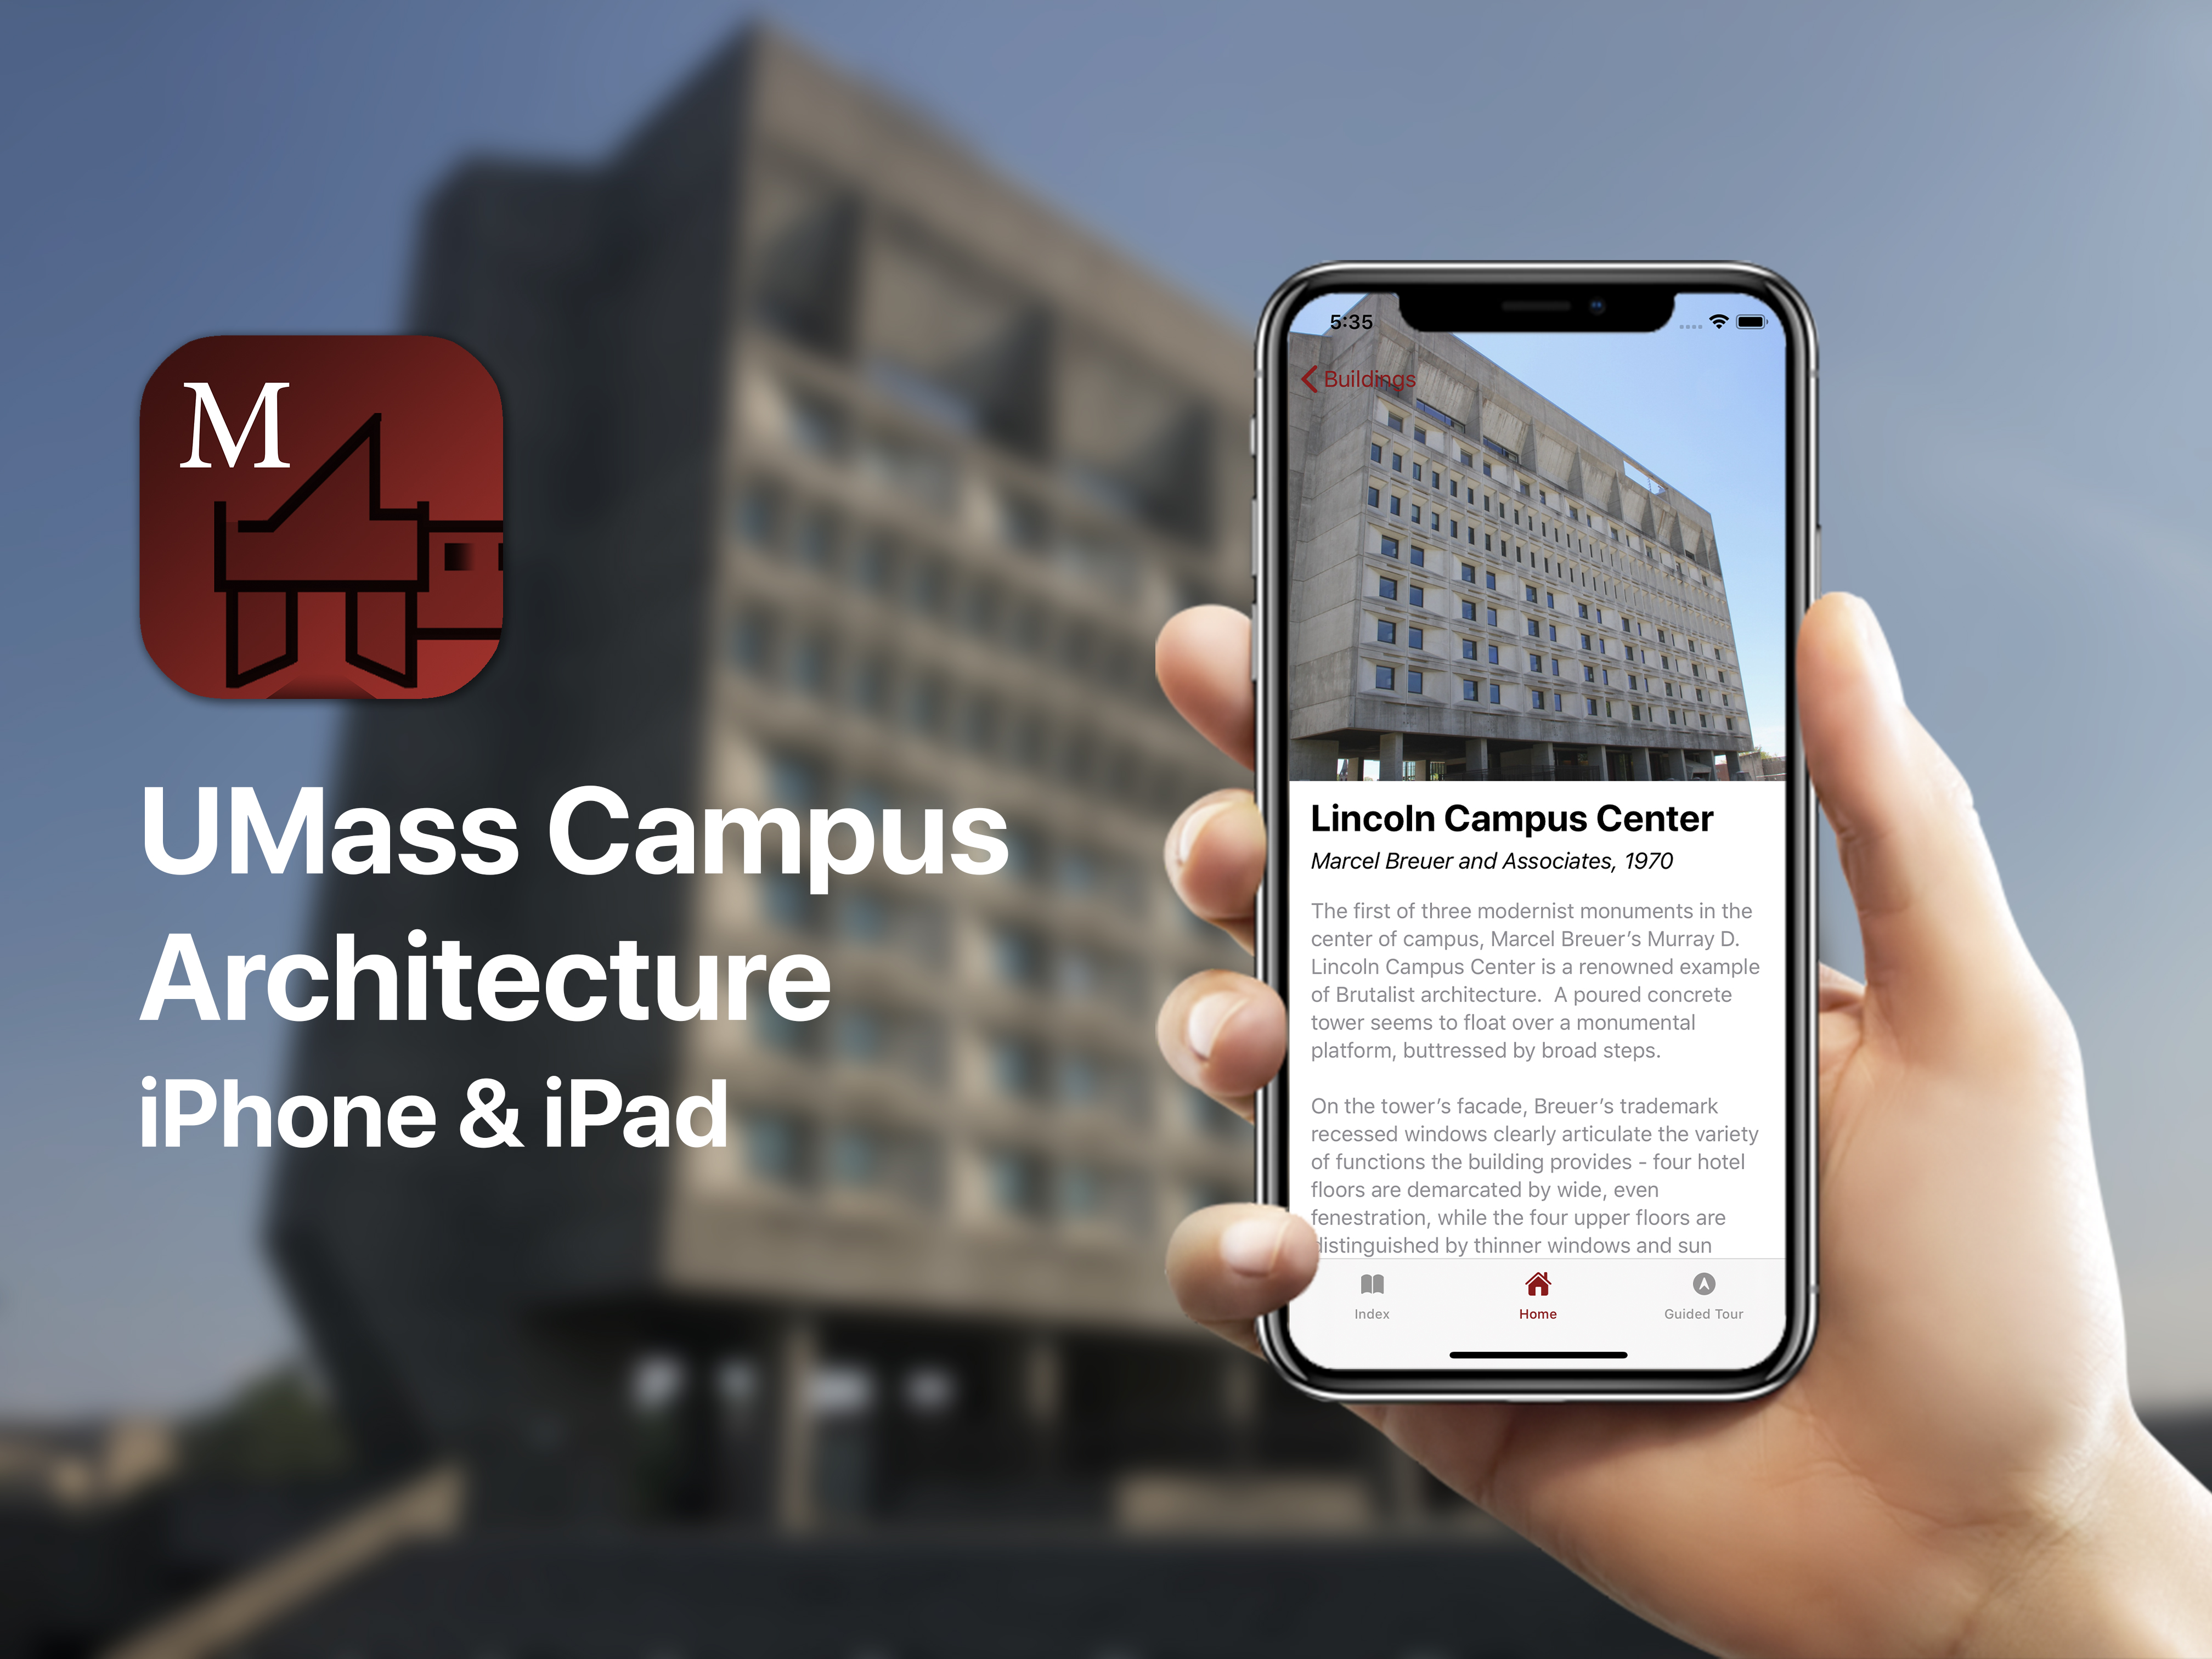 M
UMass Campus
Architecture
iPhone & iPad
5:35
Buildings
Lincoln Campus Center
Marcel Breuer and Associates, 1970
The first of three modernist monuments in the
center of campus, Marcel Breuer’s Murray D.
Lincoln Campus Center is a renowned example
of Brutalist architecture.  A poured concrete
tower seems to float over a monumental
platform, buttressed by broad steps.
On the tower’s facade, Breuer’s trademark
recessed windows clearly articulate the variety
of functions the building provides - four hotel
floors are demarcated by wide, even
fenestration, while the four upper floors are
distinguished by thinner windows and sun
Index
Home
Guided Tour